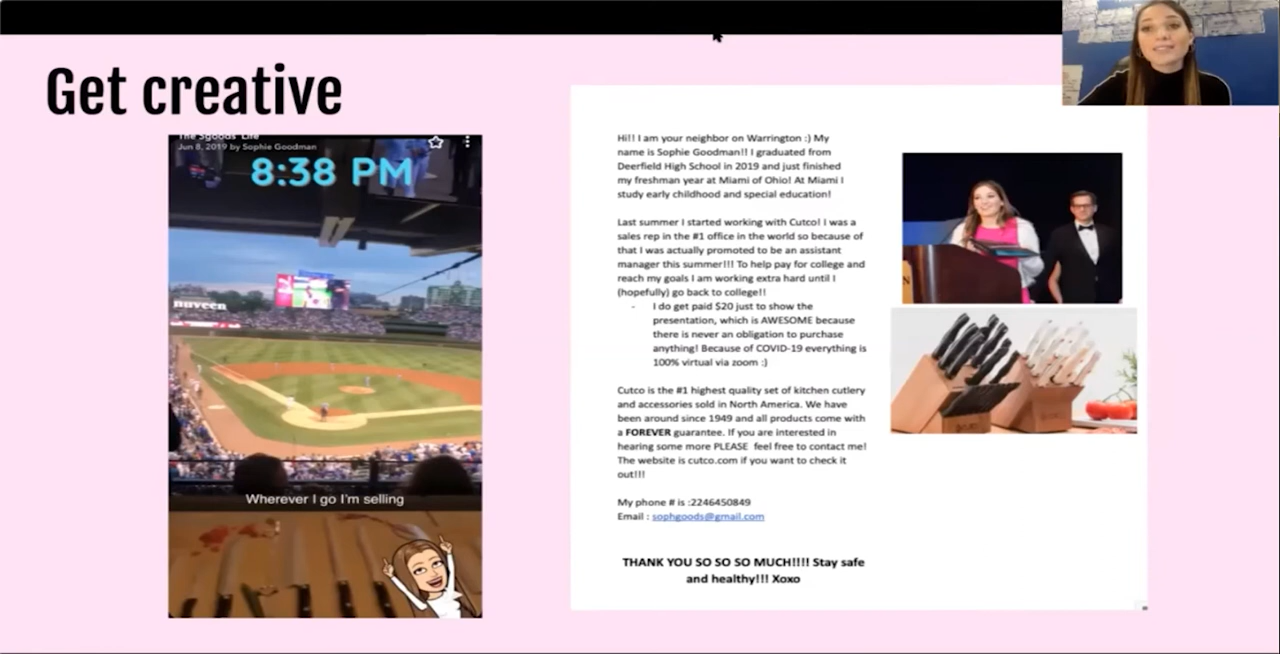 Get creative
The Sgoods' Life
Jun 8, 2019 by Sophie Goodman
8:38 PM
nuveen
Wherever I go I'm selling
Hi!! I am your neighbor on Warrington :) My
name is Sophie Goodman!! I graduated from
Deerfield High School in 2019 and just finished
my freshman year at Miami of Ohio! At Miami I
study early childhood and special education!
Last summer I started working with Cutco! I was a
sales rep in the #1 office in the world so because of
that I was actually promoted to be an assistant
manager this summer!!! To help pay for college and
reach my goals I am working extra hard until I
(hopefully) go back to college!!
- I do get paid $20 just to show the
presentation, which is AWESOME because
there is never an obligation to purchase
anything! Because of COVID-19 everything is
100% virtual via zoom :)
Cutco is the #1 highest quality set of kitchen cutlery
and accessories sold in North America. We have
been around since 1949 and all products come with
a FOREVER guarantee. If you are interested in
hearing some more PLEASE feel free to contact me!
The website is cutco.com if you want to check it
out!!!
My phone # is :2246450849
Email : sophgoods@gmail.com
THANK YOU SO SO SO MUCH!!!! Stay safe
and healthy!!! Xoxo